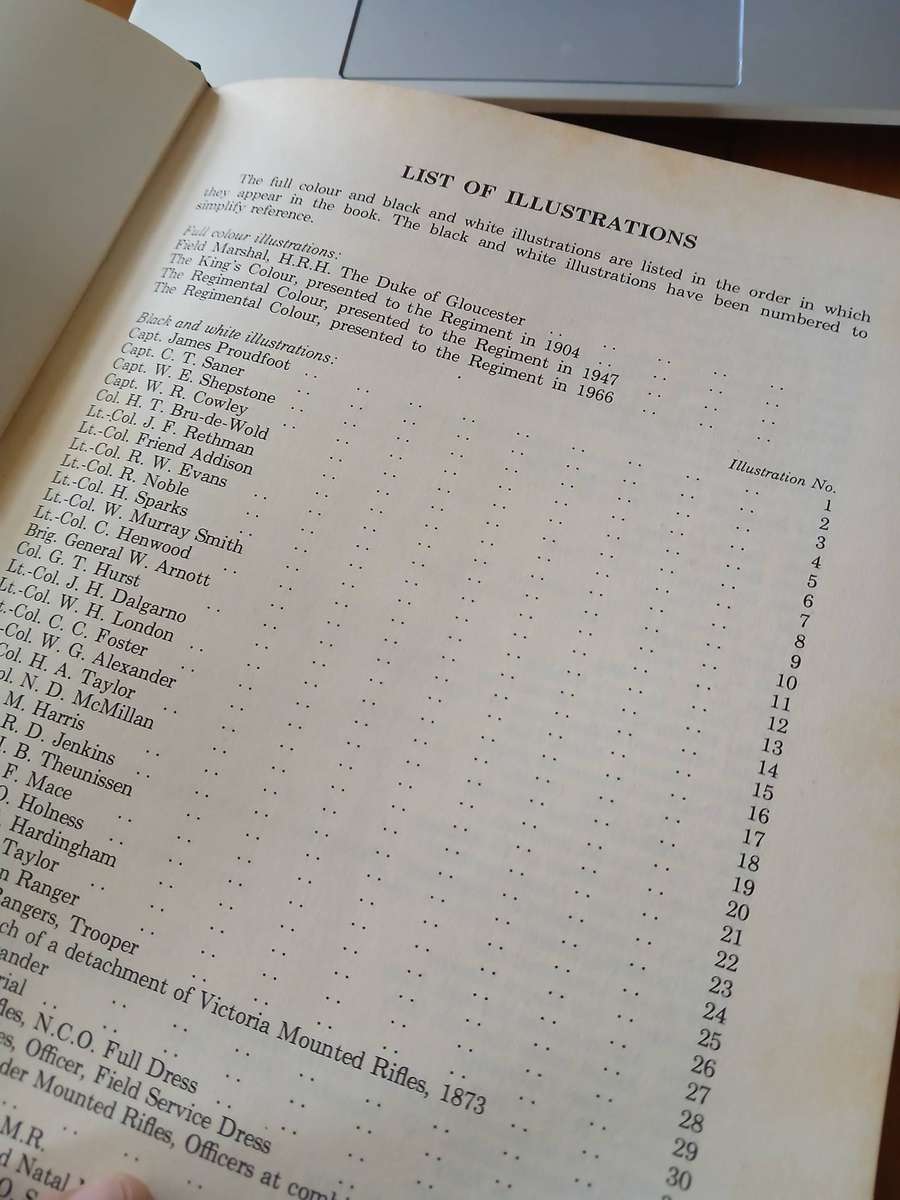 LIST OF ILLUSTRATIONS
The full colour and black and white illustrations are listed in the order in which
they appear in the book. The black and white illustrations have been numbered to
simplify reference.
Full colour illustrations:
Field Marshal, H.R.H. The Duke of Gloucester
The King's Colour, presented to the Regiment in 1904
The Regimental Colour, presented to the Regiment in 1947
The Regimental Colour, presented to the Regiment in 1966
Black and white illustrations: Illustration No.
Capt. James Proudfoot 1
Capt. C. T. Saner 2
Capt. W. E. Shepstone 3
Capt. W. R. Cowley 4
Col. H. T. Bru-de-Wold 5
Lt.-Col. J. F. Rethman 6
Lt.-Col. Friend Addison 7
Lt.-Col. R. W. Evans 8
Lt.-Col. R. Noble 9
Lt.-Col. H. Sparks 10
Lt.-Col. W. Murray Smith 11
Lt.-Col. C. Henwood 12
Brig. General W. Arnott 13
Col. G. T. Hurst 14
Lt.-Col. J. H. Dalgarno 15
Lt.-Col. W. H. London 16
t.-Col. C. C. Foster 17
-Col. W. G. Alexander 18
Col. H. A. Taylor 19
ol. N. D. McMillan 20
M. Harris 21
R. D. Jenkins 22
B. Theunissen 23
F. Mace 24
Holness 25
Hardingham 26
Taylor 27
n Ranger 28
Rangers, Trooper 29
ch of a detachment of Victoria Mounted Rifles, 1873 30
ander
rial
fles, N.C.O. Full Dress
es, Officer, Field Service Dress
der Mounted Rifles, Officers at comb
M.R.
d Natal